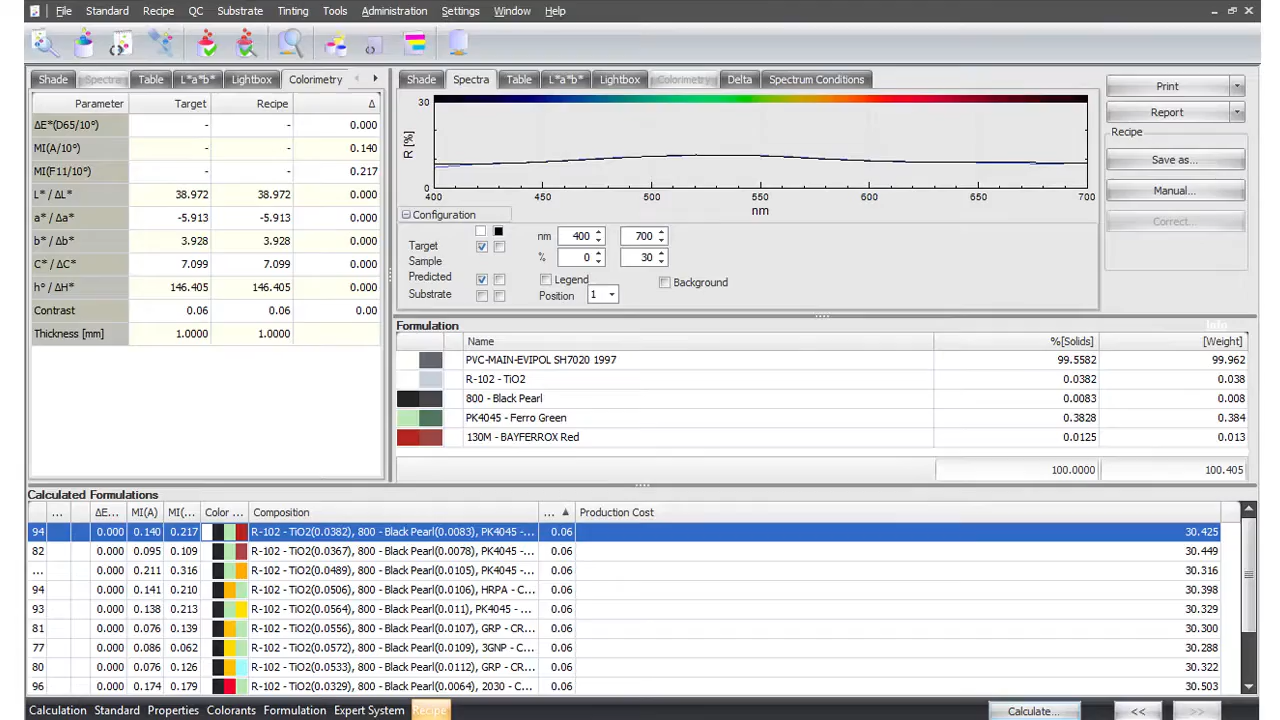 File Standard Recipe QC Substrate Tinting Tools Administration Settings Window Help
Shade Spectra Table L*a*b* Lightbox Colorimetry
Parameter Target Recipe Δ
ΔE*(D65/10°) - - 0.000
MI(A/10°) - - 0.140
MI(F11/10°) - - 0.217
L* / ΔL* 38.972 38.972 0.000
a* / Δa* -5.913 -5.913 0.000
b* / Δb* 3.928 3.928 0.000
C* / ΔC* 7.099 7.099 0.000
h° / ΔH* 146.405 146.405 0.000
Contrast 0.06 0.06 0.00
Thickness [mm] 1.0000 1.0000
Shade Spectra Table L*a*b* Lightbox Colorimetry Delta Spectrum Conditions
30
R [%]
0
400 450 500 550 600 650 700
nm
Configuration
Target
Sample
Predicted
Substrate
nm 400 700
% 0 30
Legend
Background
Position 1
Print
Report
Recipe
Save as...
Manual...
Correct...
Formulation Info
Name %[Solids] [Weight]
PVC-MAIN-EVIPOL SH7020 1997 99.5582 99.962
R-102 - TiO2 0.0382 0.038
800 - Black Pearl 0.0083 0.008
PK4045 - Ferro Green 0.3828 0.384
130M - BAYFERROX Red 0.0125 0.013
100.0000 100.405
Calculated Formulations
... ΔE... MI(A) MI(... Color ... Composition ... Production Cost
94 0.000 0.140 0.217 R-102 - TiO2(0.0382), 800 - Black Pearl(0.0083), PK4045 -... 0.06 30.425
82 0.000 0.095 0.109 R-102 - TiO2(0.0367), 800 - Black Pearl(0.0078), PK4045 -... 0.06 30.449
... 0.000 0.211 0.316 R-102 - TiO2(0.0489), 800 - Black Pearl(0.0105), PK4045 -... 0.06 30.316
94 0.000 0.141 0.210 R-102 - TiO2(0.0506), 800 - Black Pearl(0.0106), HRPA - C... 0.06 30.398
93 0.000 0.138 0.213 R-102 - TiO2(0.0564), 800 - Black Pearl(0.011), PK4045 - ... 0.06 30.329
81 0.000 0.076 0.139 R-102 - TiO2(0.0556), 800 - Black Pearl(0.0107), GRP - CR... 0.06 30.300
77 0.000 0.086 0.062 R-102 - TiO2(0.0572), 800 - Black Pearl(0.0109), 3GNP - C... 0.06 30.288
80 0.000 0.076 0.126 R-102 - TiO2(0.0533), 800 - Black Pearl(0.0112), GRP - CR... 0.06 30.322
96 0.000 0.174 0.179 R-102 - TiO2(0.0329), 800 - Black Pearl(0.0064), 2030 - C... 0.06 30.503
Calculation Standard Properties Colorants Formulation Expert System Recipe Calculate... << >>